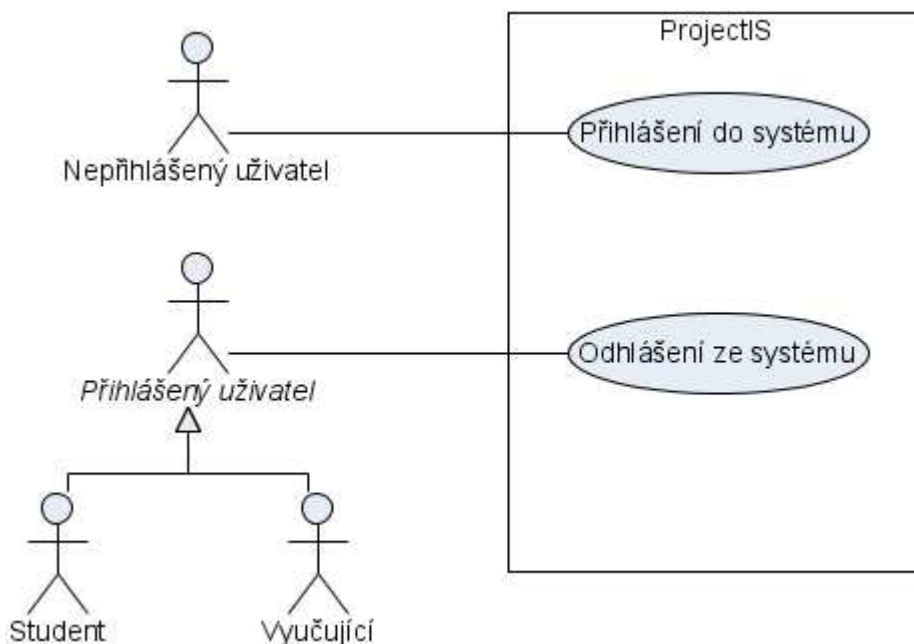 ProjectIS
Přihlášení do systému
Nepřihlášený uživatel
Odhlášení ze systému
Přihlášený uživatel
Student
Vyučující